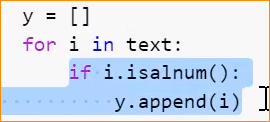 y = []
for i in text:
if i.isalnum():
y.append(i)